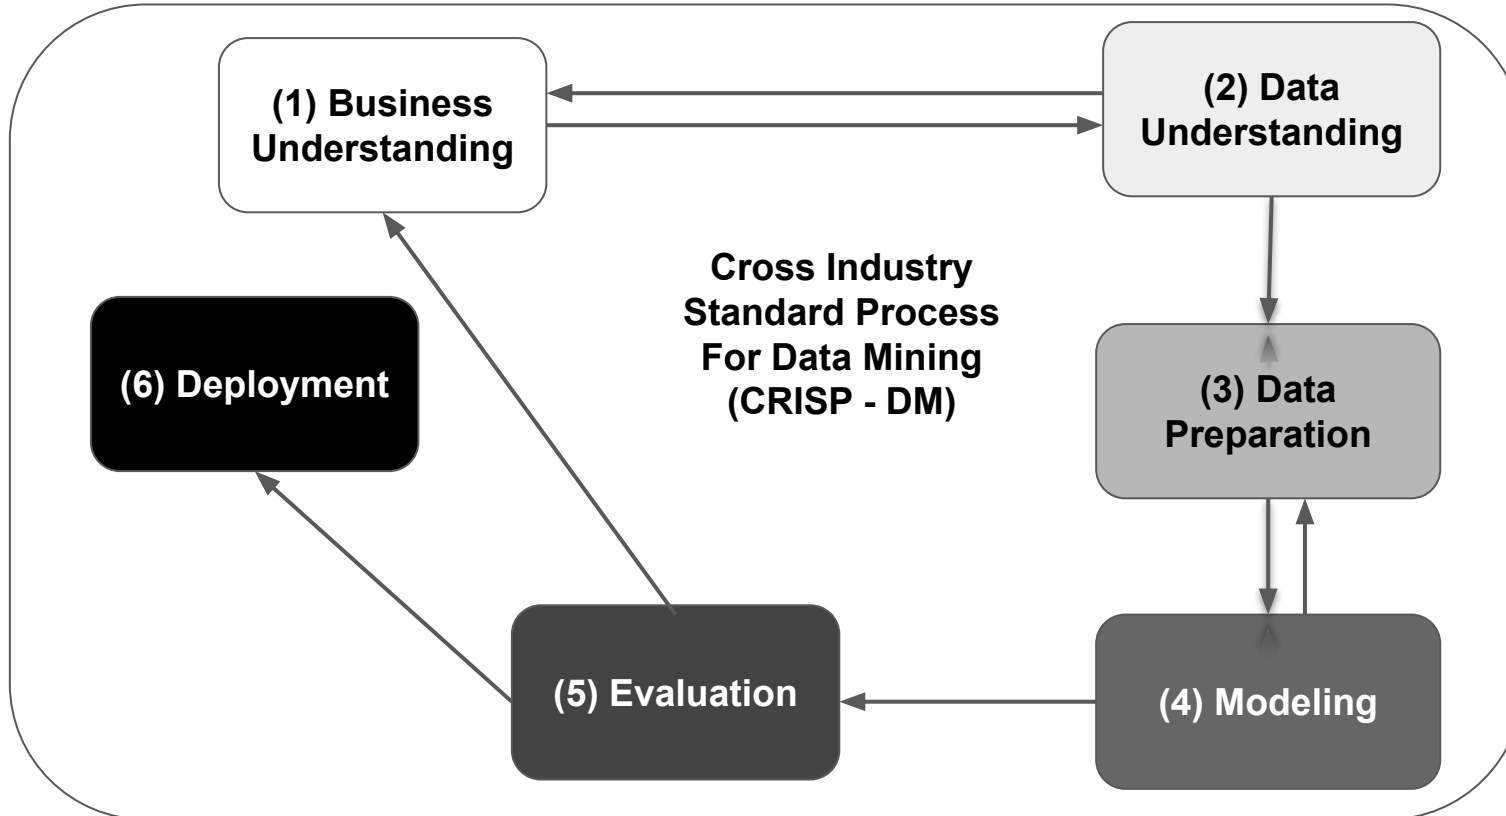 (1) Business
Understanding
(2) Data
Understanding
Cross Industry
Standard Process
For Data Mining
(CRISP - DM)
(6) Deployment
(3) Data
Preparation
(5) Evaluation
(4) Modeling